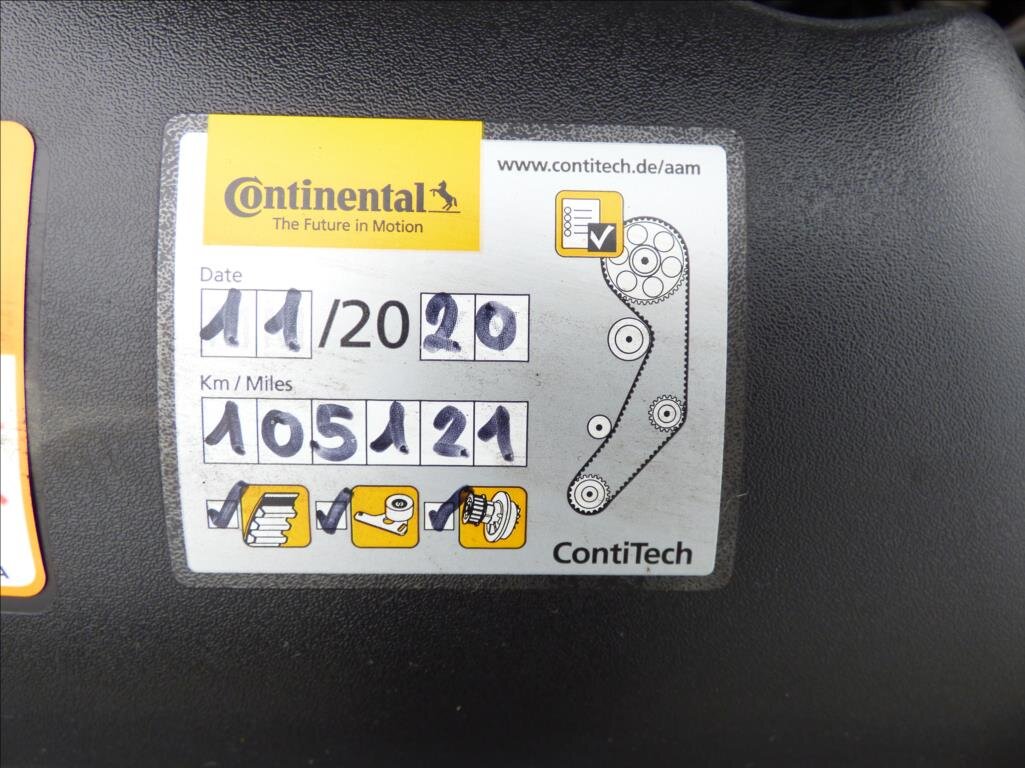 Continental
The Future in Motion
www.contitech.de/aam
Date
11/2020
Km / Miles
105121
ContiTech
A